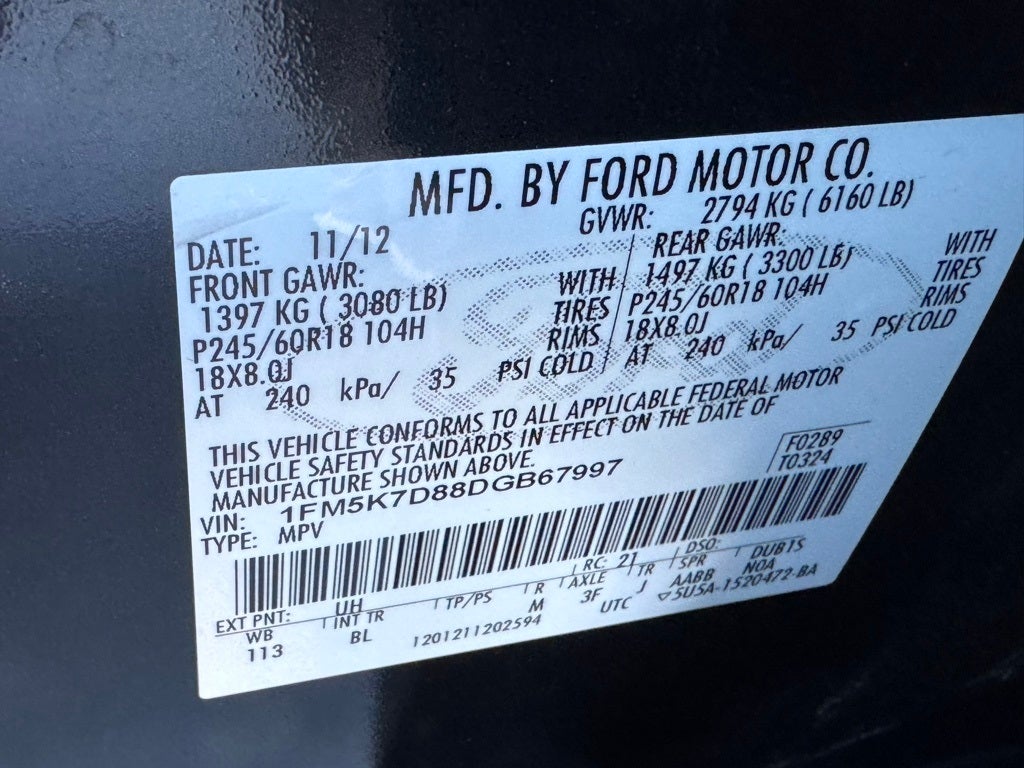 MFD. BY FORD MOTOR CO.
DATE: 11/12 GVWR: 2794 KG ( 6160 LB)
FRONT GAWR: REAR GAWR:
1397 KG ( 3080 LB) WITH 1497 KG ( 3300 LB) WITH
P245/60R18 104H TIRES P245/60R18 104H TIRES
18X8.0J RIMS 18X8.0J RIMS
AT 240 kPa/ 35 PSI COLD AT 240 kPa/ 35 PSI COLD
THIS VEHICLE CONFORMS TO ALL APPLICABLE FEDERAL MOTOR
VEHICLE SAFETY STANDARDS IN EFFECT ON THE DATE OF
MANUFACTURE SHOWN ABOVE.
F0289
T0324
VIN: 1FM5K7D88DGB67997
TYPE: MPV
EXT PNT: UH RC: 21 DSO:
WB INT TR TP/PS R AXLE TR SPR DUBIS
113 BL M 3F J AABB NOA
1201211202594 UTC ▽5U5A-1520472-BA